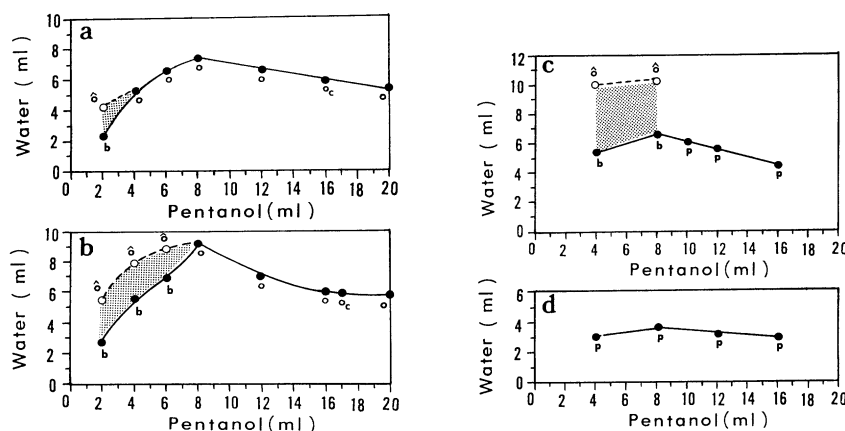 a
Water ( ml)
10
8
6
4
2
0
ô
b
o
o
o
o
o c
o
0 2 4 6 8 10 12 14 16 18 20
Pentanol(ml)
b
Water ( ml)
10
8
6
4
2
0
ô ô ô
b b b
o o o o c o
0 2 4 6 8 10 12 14 16 18 20
Pentanol (ml)
c
Water ( ml)
12
10
8
6
4
2
0
ô ô
b b p p p
0 2 4 6 8 10 12 14 16 18 20
Pentanol (ml)
d
Water ( ml)
6
4
2
0
p p p p
0 2 4 6 8 10 12 14 16 18 20
Pentanol (ml)